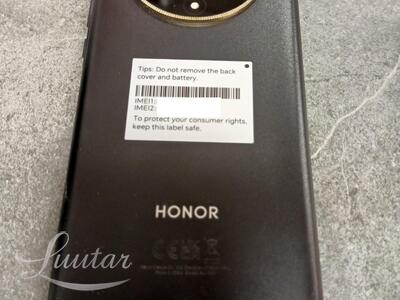 Tips: Do not remove the back
cover and battery.
IMEI1:
IMEI2:
To protect your consumer rights,
keep this label safe.
HONOR
CE
Luutar